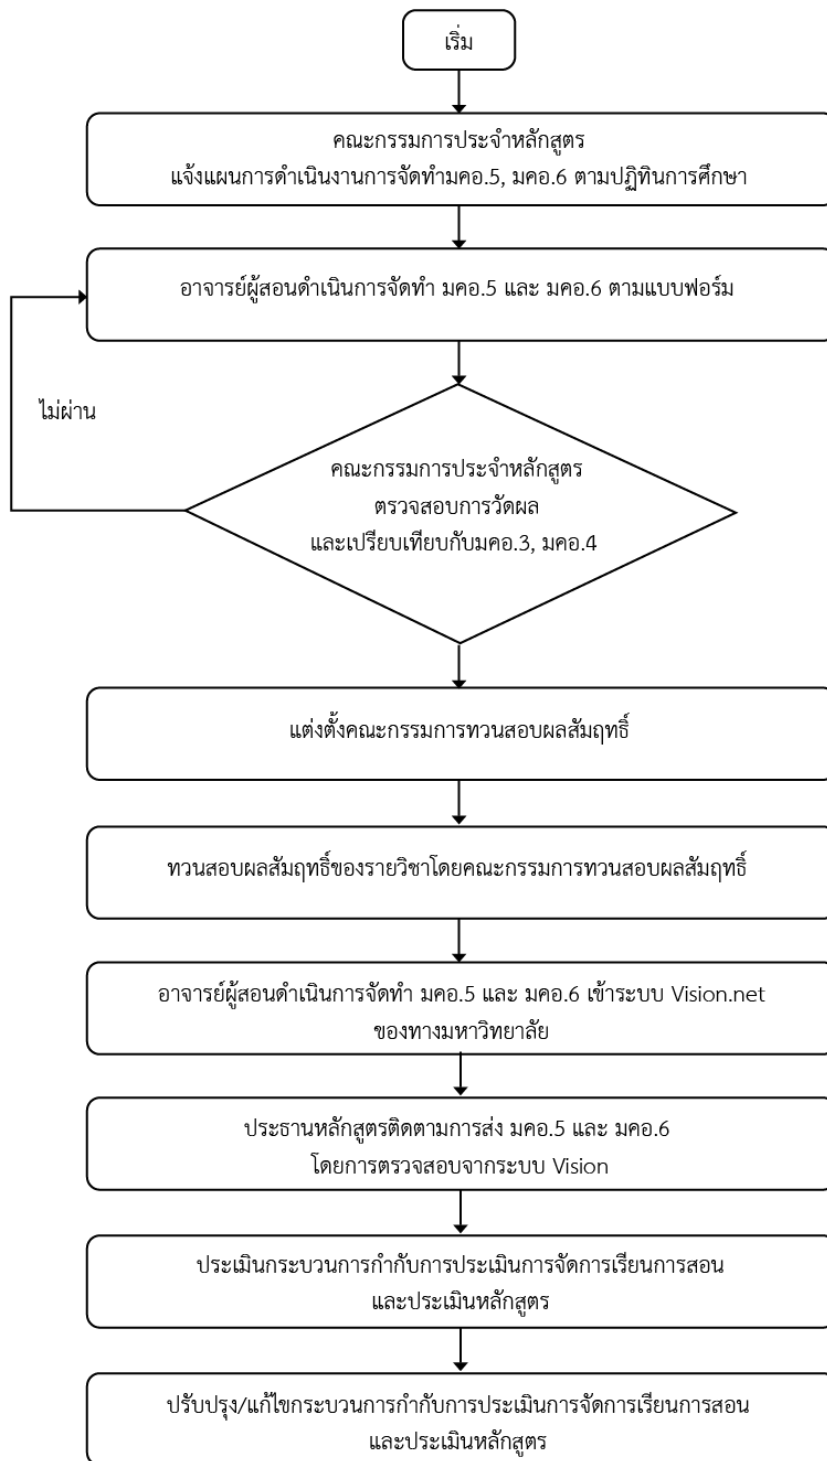 เริ่ม
คณะกรรมการประจำหลักสูตร
แจ้งแผนการดำเนินงานการจัดทำมคอ.5, มคอ.6 ตามปฏิทินการศึกษา
อาจารย์ผู้สอนดำเนินการจัดทำ มคอ.5 และ มคอ.6 ตามแบบฟอร์ม
ไม่ผ่าน
คณะกรรมการประจำหลักสูตร
ตรวจสอบการวัดผล
และเปรียบเทียบกับมคอ.3, มคอ.4
แต่งตั้งคณะกรรมการทวนสอบผลสัมฤทธิ์
ทวนสอบผลสัมฤทธิ์ของรายวิชาโดยคณะกรรมการทวนสอบผลสัมฤทธิ์
อาจารย์ผู้สอนดำเนินการจัดทำ มคอ.5 และ มคอ.6 เข้าระบบ Vision.net
ของทางมหาวิทยาลัย
ประธานหลักสูตรติดตามการส่ง มคอ.5 และ มคอ.6
โดยการตรวจสอบจากระบบ Vision
ประเมินกระบวนการกำกับการประเมินการจัดการเรียนการสอน
และประเมินหลักสูตร
ปรับปรุง/แก้ไขกระบวนการกำกับการประเมินการจัดการเรียนการสอน
และประเมินหลักสูตร